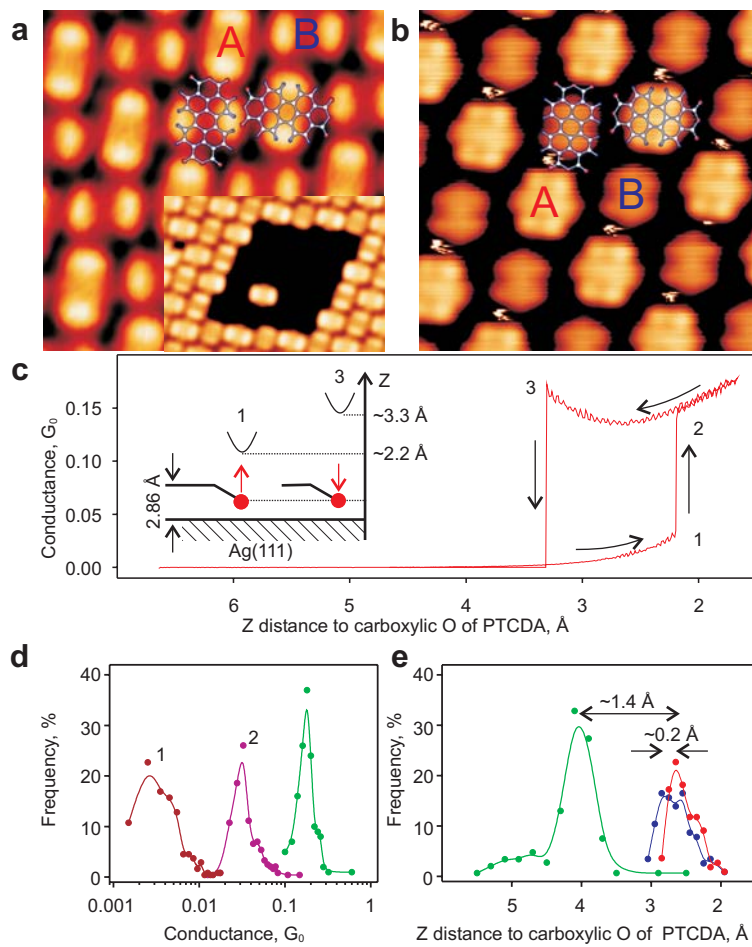 a
A
B
b
A
B
c
Conductance, G₀
0.15
0.10
0.05
0.00
2.86 Å
1
3
Z
~3.3 Å
~2.2 Å
Ag(111)
3
2
1
6
5
4
3
2
Z distance to carboxylic O of PTCDA, Å
d
Frequency, %
40
30
20
10
0
1
2
0.001
0.01
0.1
1
Conductance, G₀
e
Frequency, %
40
30
20
10
0
~1.4 Å
~0.2 Å
5
4
3
2
Z distance to carboxylic O of PTCDA, Å